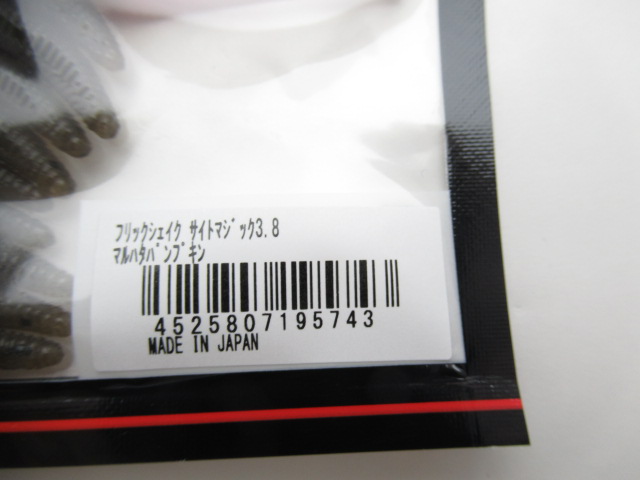 フリックシェイク サイトマジック3.8
マルハタパンプキン
4525807195743
MADE IN JAPAN